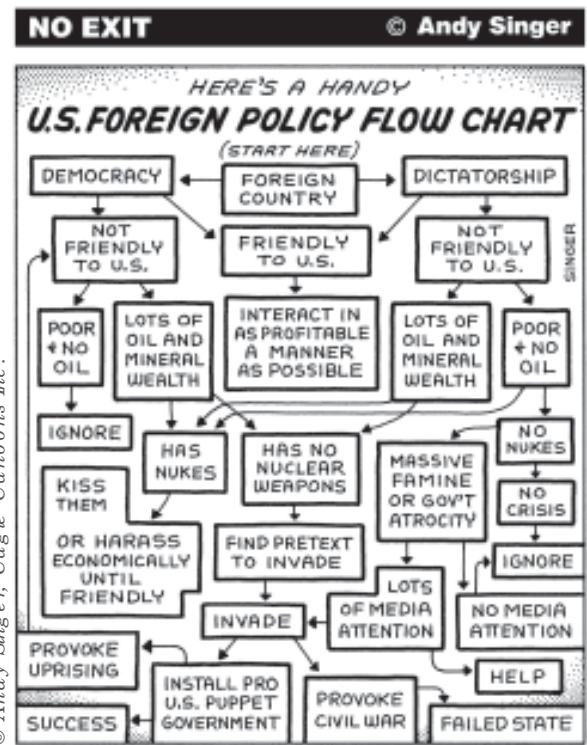 NO EXIT © Andy Singer
HERE'S A HANDY
U.S. FOREIGN POLICY FLOW CHART
(START HERE)
DEMOCRACY
FOREIGN
COUNTRY
DICTATORSHIP
NOT
FRIENDLY
TO U.S.
FRIENDLY
TO U.S.
NOT
FRIENDLY
TO U.S.
SINGER
POOR
+ NO
OIL
LOTS OF
OIL AND
MINERAL
WEALTH
INTERACT IN
AS PROFITABLE
A MANNER
AS POSSIBLE
LOTS OF
OIL AND
MINERAL
WEALTH
POOR
+ NO
OIL
IGNORE
HAS
NUKES
HAS NO
NUCLEAR
WEAPONS
MASSIVE
FAMINE
OR GOV'T
ATROCITY
NO
NUKES
NO
CRISIS
IGNORE
KISS
THEM
OR HARASS
ECONOMICALLY
UNTIL
FRIENDLY
FIND PRETEXT
TO INVADE
LOTS
OF MEDIA
ATTENTION
NO MEDIA
ATTENTION
INVADE
HELP
PROVOKE
UPRISING
INSTALL PRO
U.S. PUPPET
GOVERNMENT
PROVOKE
CIVIL WAR
SUCCESS
FAILED STATE
© Andy Singer, Cagle Cartoons Inc.